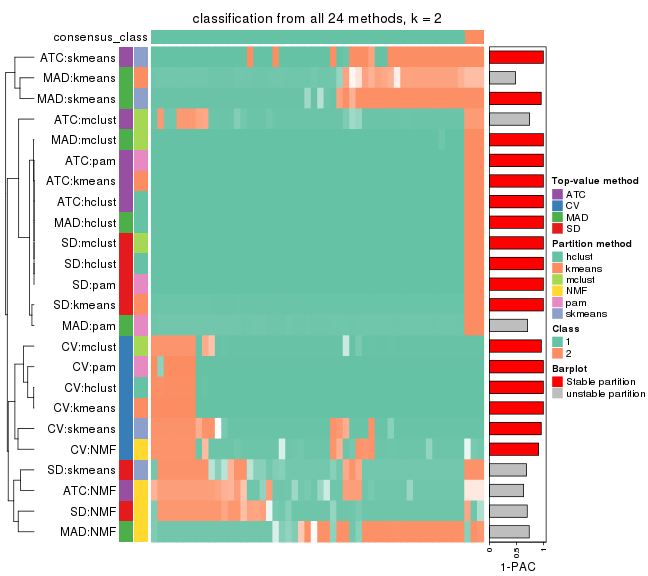 classification from all 24 methods, k = 2
consensus_class
ATC:skmeans
MAD:kmeans
MAD:skmeans
ATC:mclust
MAD:mclust
ATC:pam
ATC:kmeans
ATC:hclust
MAD:hclust
SD:mclust
SD:hclust
SD:pam
SD:kmeans
MAD:pam
CV:mclust
CV:pam
CV:hclust
CV:kmeans
CV:skmeans
CV:NMF
SD:skmeans
ATC:NMF
SD:NMF
MAD:NMF
0
0.5
1
1-PAC
Top-value method
ATC
CV
MAD
SD
Partition method
hclust
kmeans
mclust
NMF
pam
skmeans
Class
1
2
Barplot
Stable partition
unstable partition